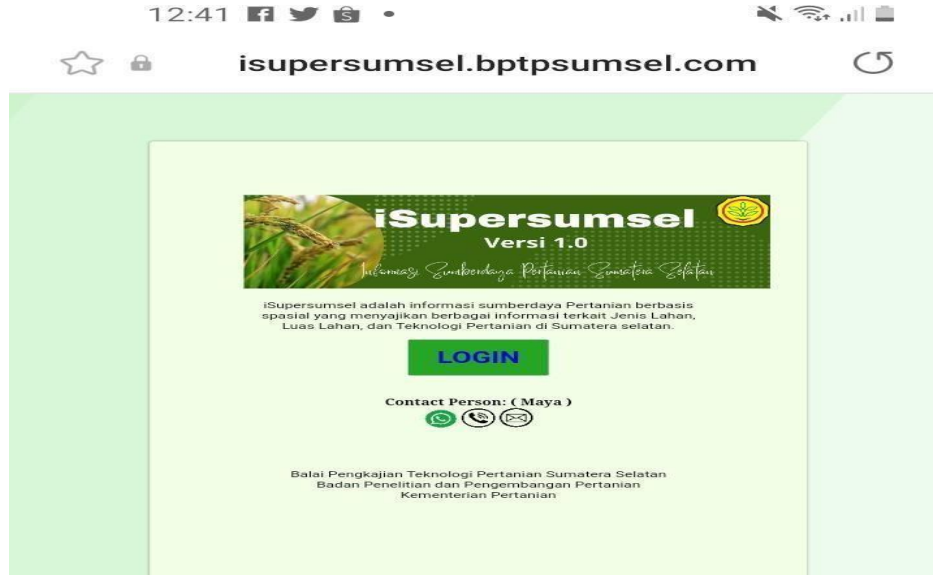 12:41
isupersumsel.bptpsumsel.com
iSupersumsel
Versi 1.0
Informasi Sumberdaya Pertanian Sumatera Selatan
iSupersumsel adalah informasi sumberdaya Pertanian berbasis
spasial yang menyajikan berbagai informasi terkait Jenis Lahan,
Luas Lahan, dan Teknologi Pertanian di Sumatera selatan.
LOGIN
Contact Person: ( Maya )
Balai Pengkajian Teknologi Pertanian Sumatera Selatan
Badan Penelitian dan Pengembangan Pertanian
Kementerian Pertanian